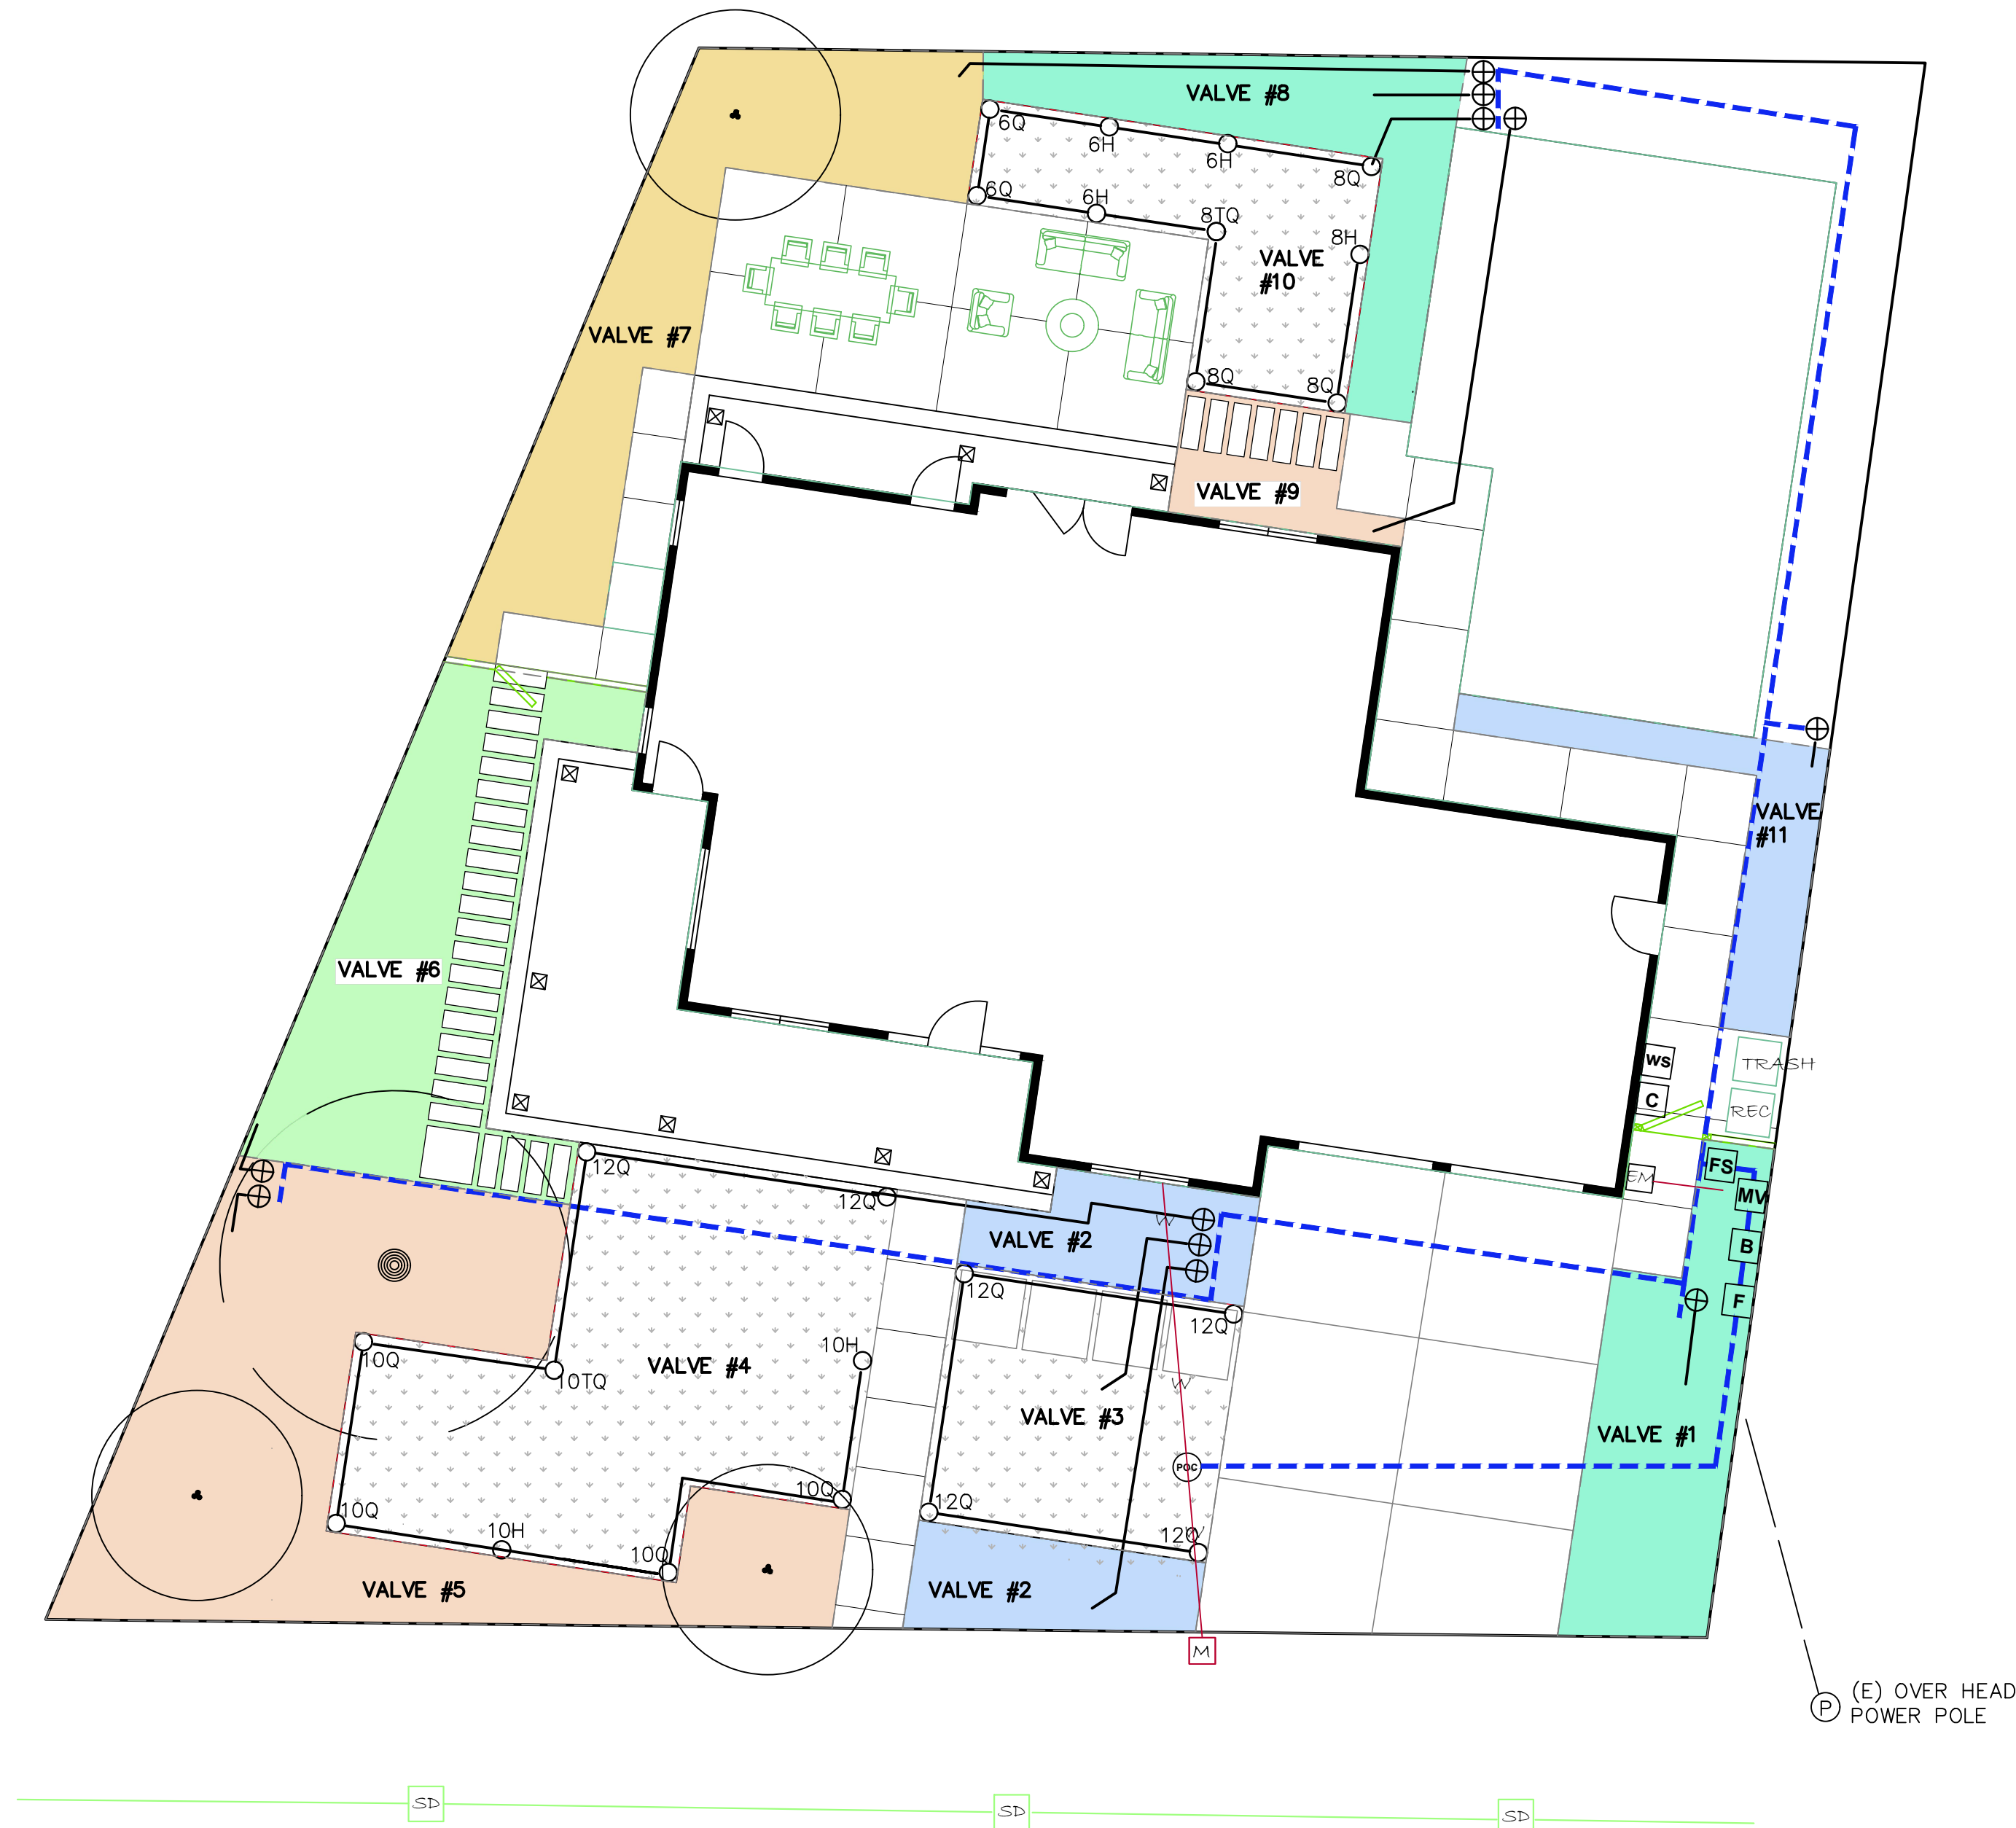 VALVE #8
6Q
6H
6H
8Q
6Q
6H
8TQ
8H
VALVE
#10
VALVE #7
8Q
8Q
VALVE #9
VALVE
#11
VALVE #6
WS
TRASH
C
REC
EM
FS
MV
12Q
12Q
W
VALVE #2
B
12Q
12Q
F
10Q
10TQ
VALVE #4
10H
W
VALVE #3
VALVE #1
POC
10Q
10Q
12Q
10H
10Q
12Q
W
VALVE #5
VALVE #2
M
P
(E) OVER HEAD
POWER POLE
SD
SD
SD